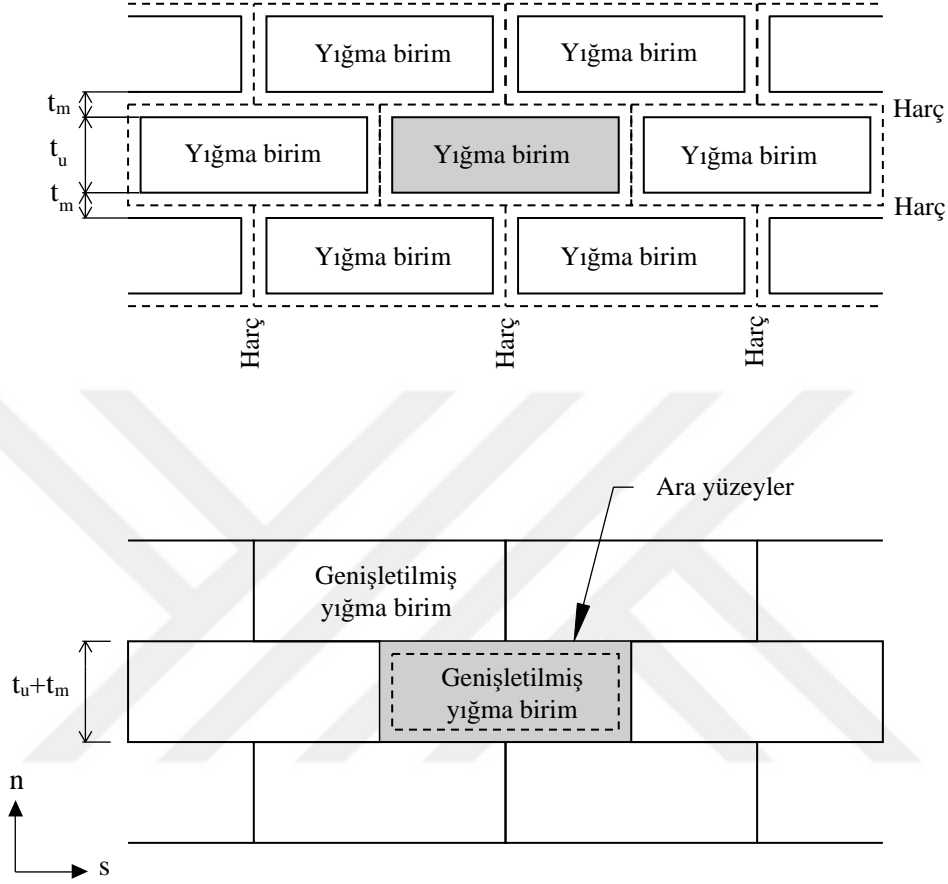 Yığma birim Yığma birim
t_m
Harç
t_u
Yığma birim Yığma birim Yığma birim
t_m
Harç
Yığma birim Yığma birim
Harç Harç Harç
Ara yüzeyler
Genişletilmiş
yığma birim
t_u+t_m
Genişletilmiş
yığma birim
n
s